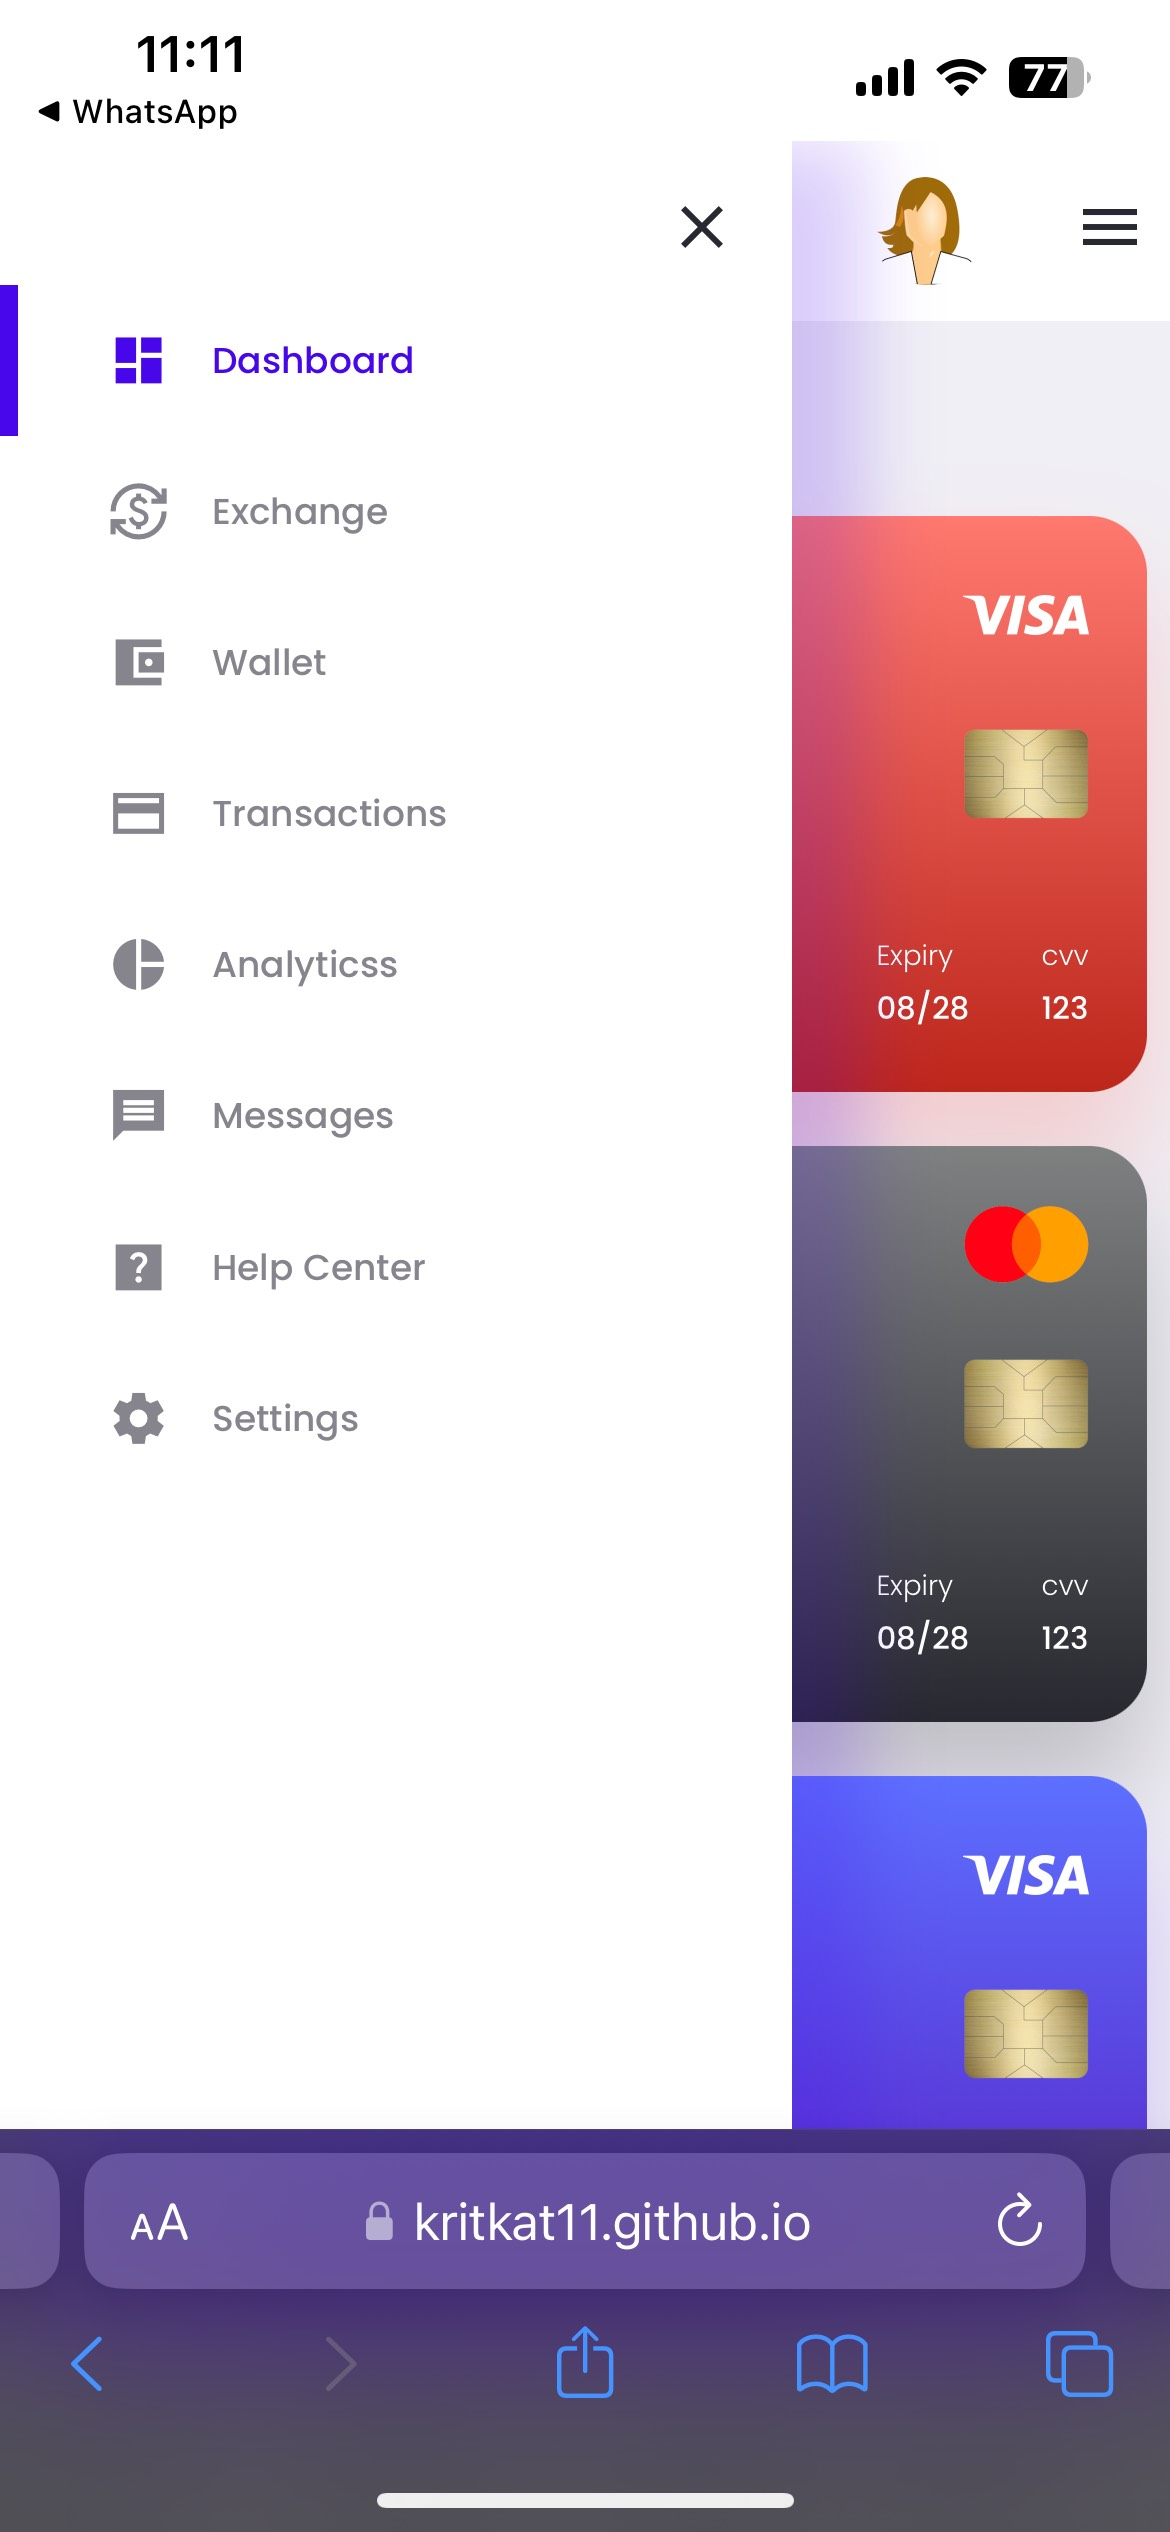 11:11
WhatsApp
77
Dashboard
Exchange
Wallet
Transactions
Analyticss
Messages
Help Center
Settings
VISA
Expiry cvv
08/28 123
Expiry cvv
08/28 123
VISA
AA kritkat11.github.io